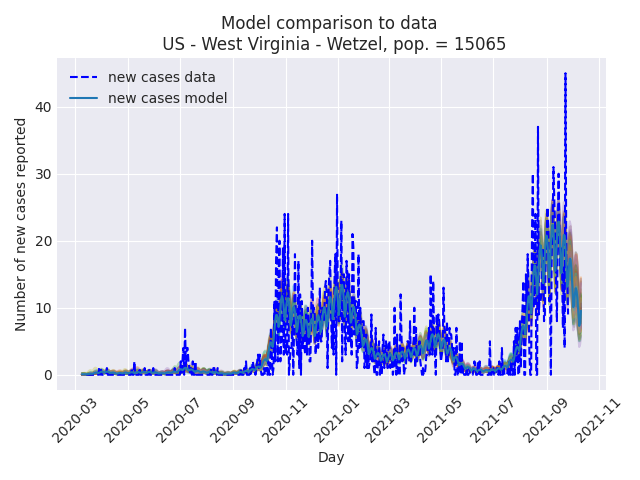 Model comparison to data
US - West Virginia - Wetzel, pop. = 15065
new cases data
new cases model
Number of new cases reported
40
30
20
10
0
2020-03
2020-05
2020-07
2020-09
2020-11
2021-01
2021-03
2021-05
2021-07
2021-09
2021-11
Day